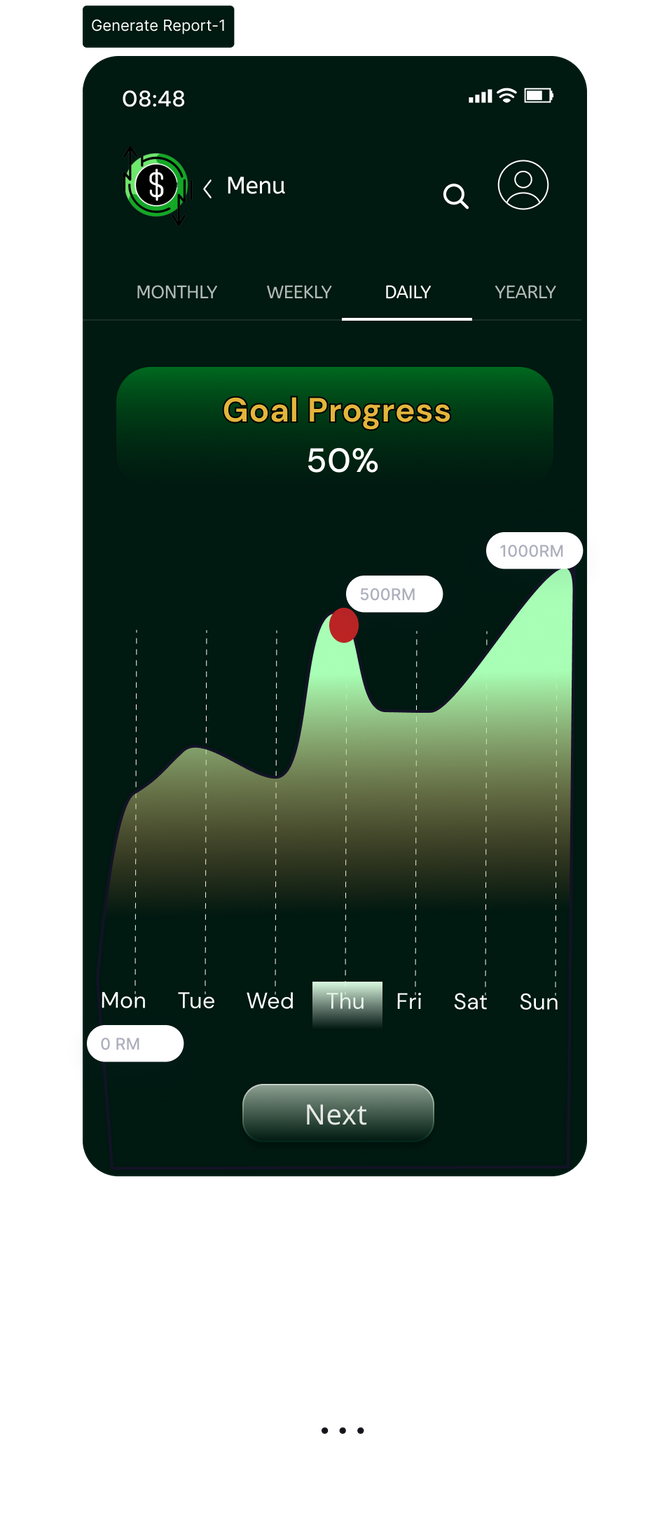 Generate Report-1
08:48
$
Menu
MONTHLY WEEKLY DAILY YEARLY
Goal Progress
50%
1000RM
500RM
Mon Tue Wed Thu Fri Sat Sun
0 RM
Next